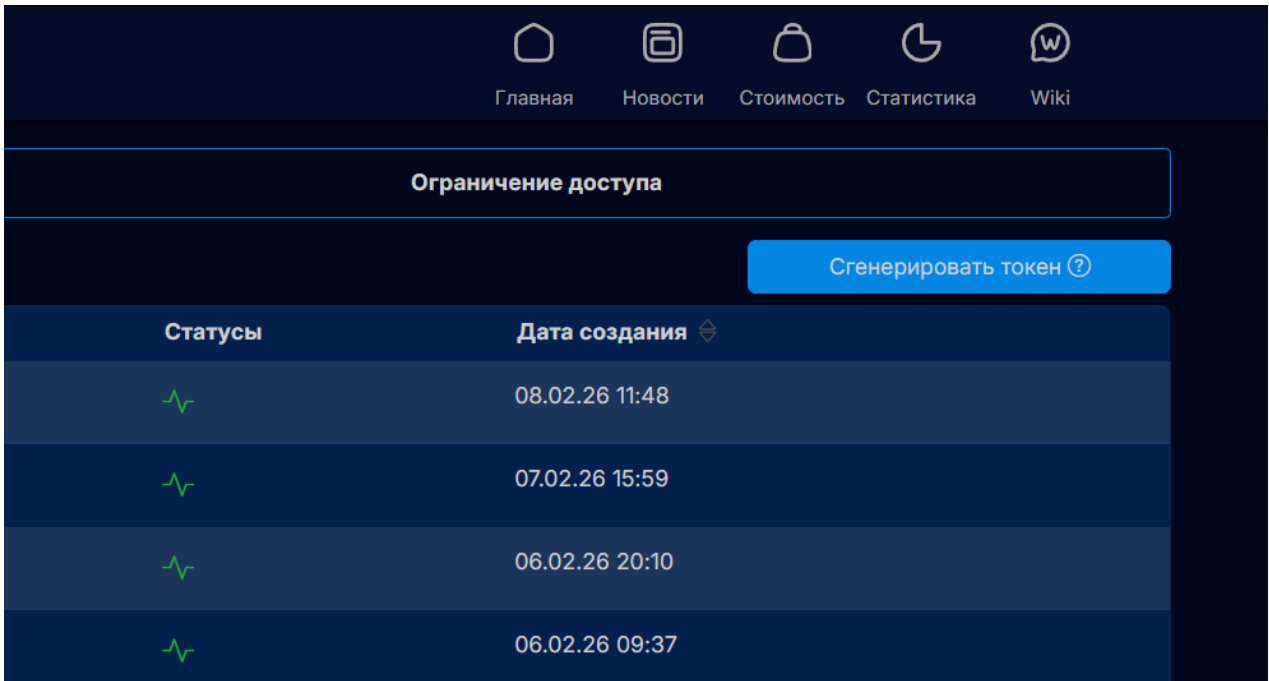 Главная Новости Стоимость Статистика Wiki
Ограничение доступа
Сгенерировать токен
Статусы Дата создания
08.02.26 11:48
07.02.26 15:59
06.02.26 20:10
06.02.26 09:37